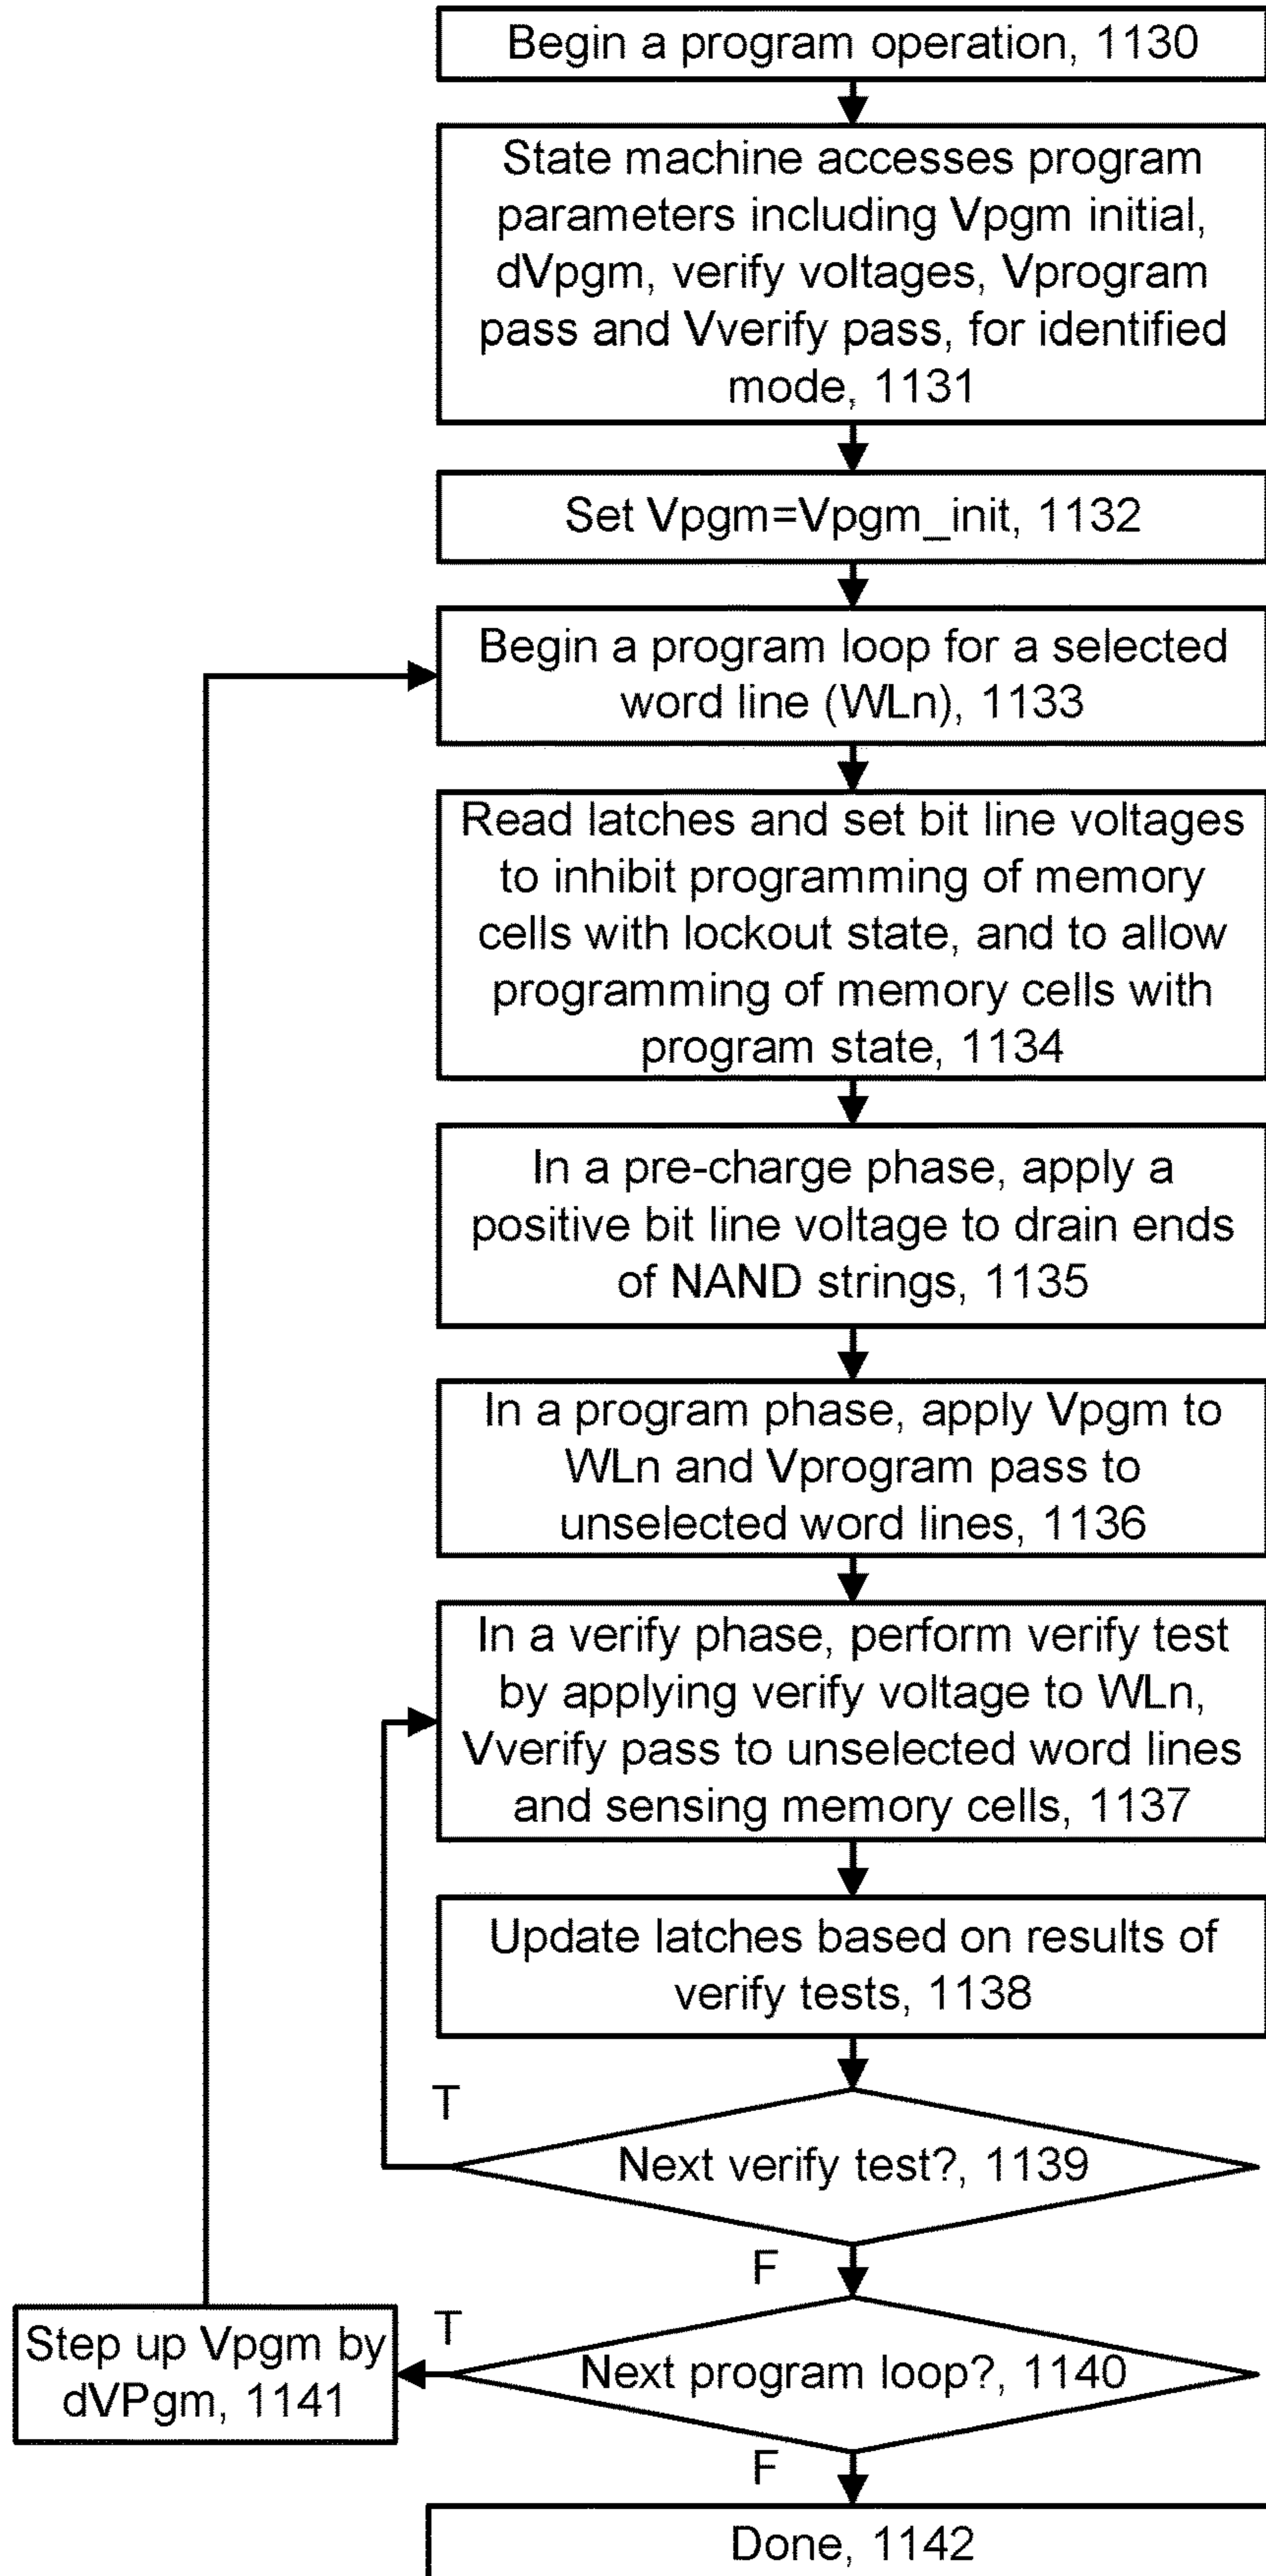 Begin a program operation, 1130
State machine accesses program
parameters including Vpgm initial,
dVpgm, verify voltages, Vprogram
pass and Vverify pass, for identified
mode, 1131
Set Vpgm=Vpgm_init, 1132
Begin a program loop for a selected
word line (WLn), 1133
Read latches and set bit line voltages
to inhibit programming of memory
cells with lockout state, and to allow
programming of memory cells with
program state, 1134
In a pre-charge phase, apply a
positive bit line voltage to drain ends
of NAND strings, 1135
In a program phase, apply Vpgm to
WLn and Vprogram pass to
unselected word lines, 1136
In a verify phase, perform verify test
by applying verify voltage to WLn,
Vverify pass to unselected word lines
and sensing memory cells, 1137
Update latches based on results of
verify tests, 1138
T
Next verify test?, 1139
F
T
Step up Vpgm by
dVPgm, 1141
Next program loop?, 1140
F
Done, 1142